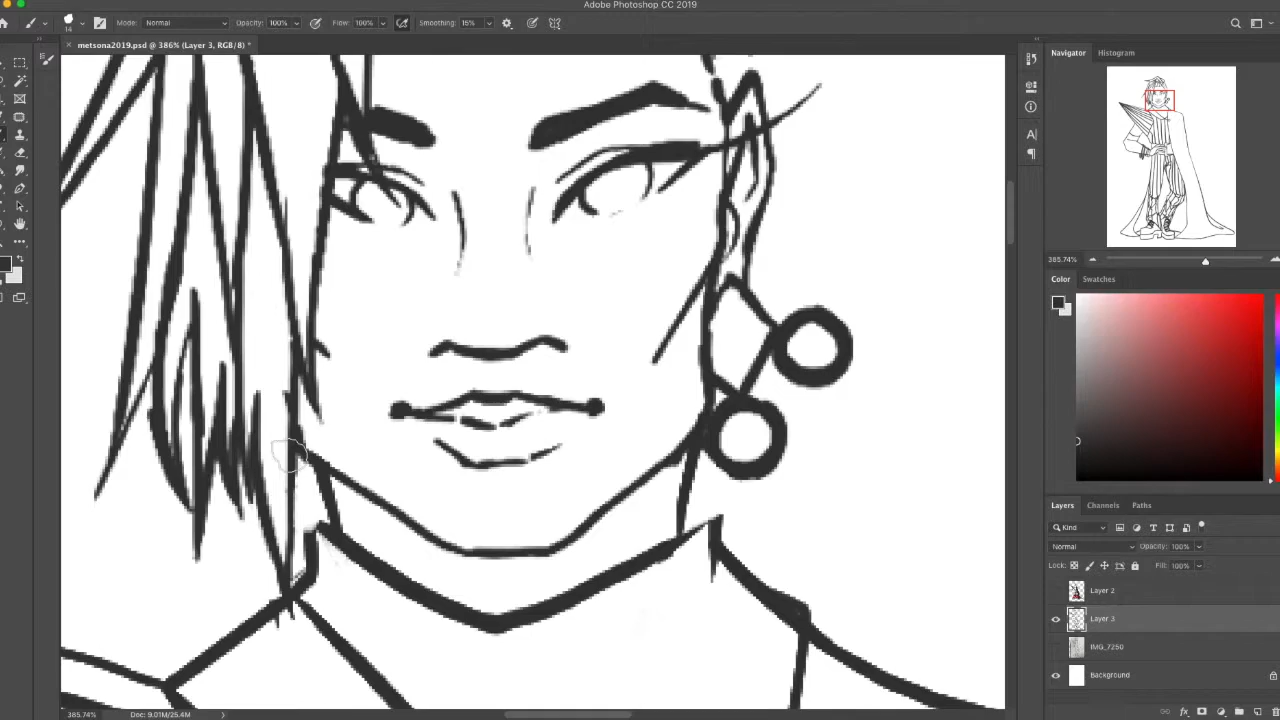 Adobe Photoshop CC 2019
14 Mode: Normal Opacity: 100% Flow: 100% Smoothing: 15%
× metsona2019.psd @ 386% (Layer 3, RGB/8) *
Navigator Histogram
385.74%
Color Swatches
Layers Channels Paths
Kind
Normal Opacity: 100%
Lock: Fill: 100%
Layer 2
Layer 3
IMG_7250
Background
385.74% Doc: 9.01M/25.4M